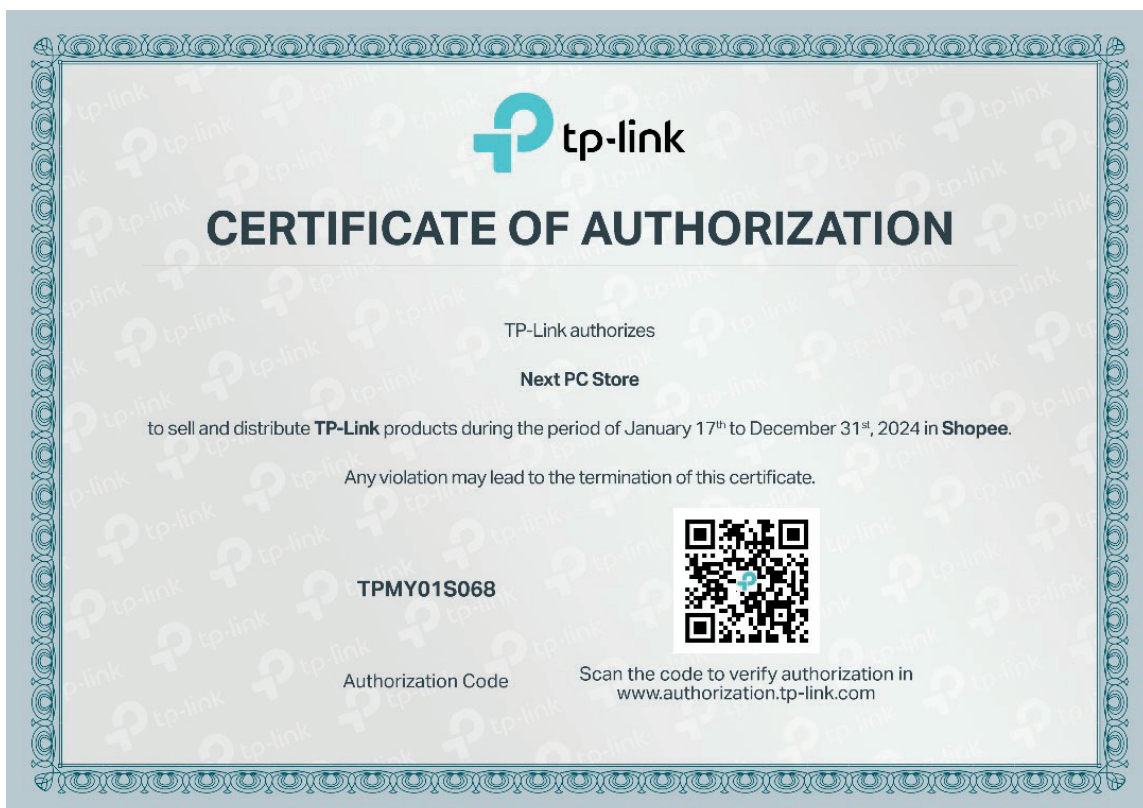 tp-link
CERTIFICATE OF AUTHORIZATION
TP-Link authorizes
Next PC Store
to sell and distribute TP-Link products during the period of January 17th to December 31st, 2024 in Shopee.
Any violation may lead to the termination of this certificate.
TPMY01S068
Authorization Code
Scan the code to verify authorization in
www.authorization.tp-link.com